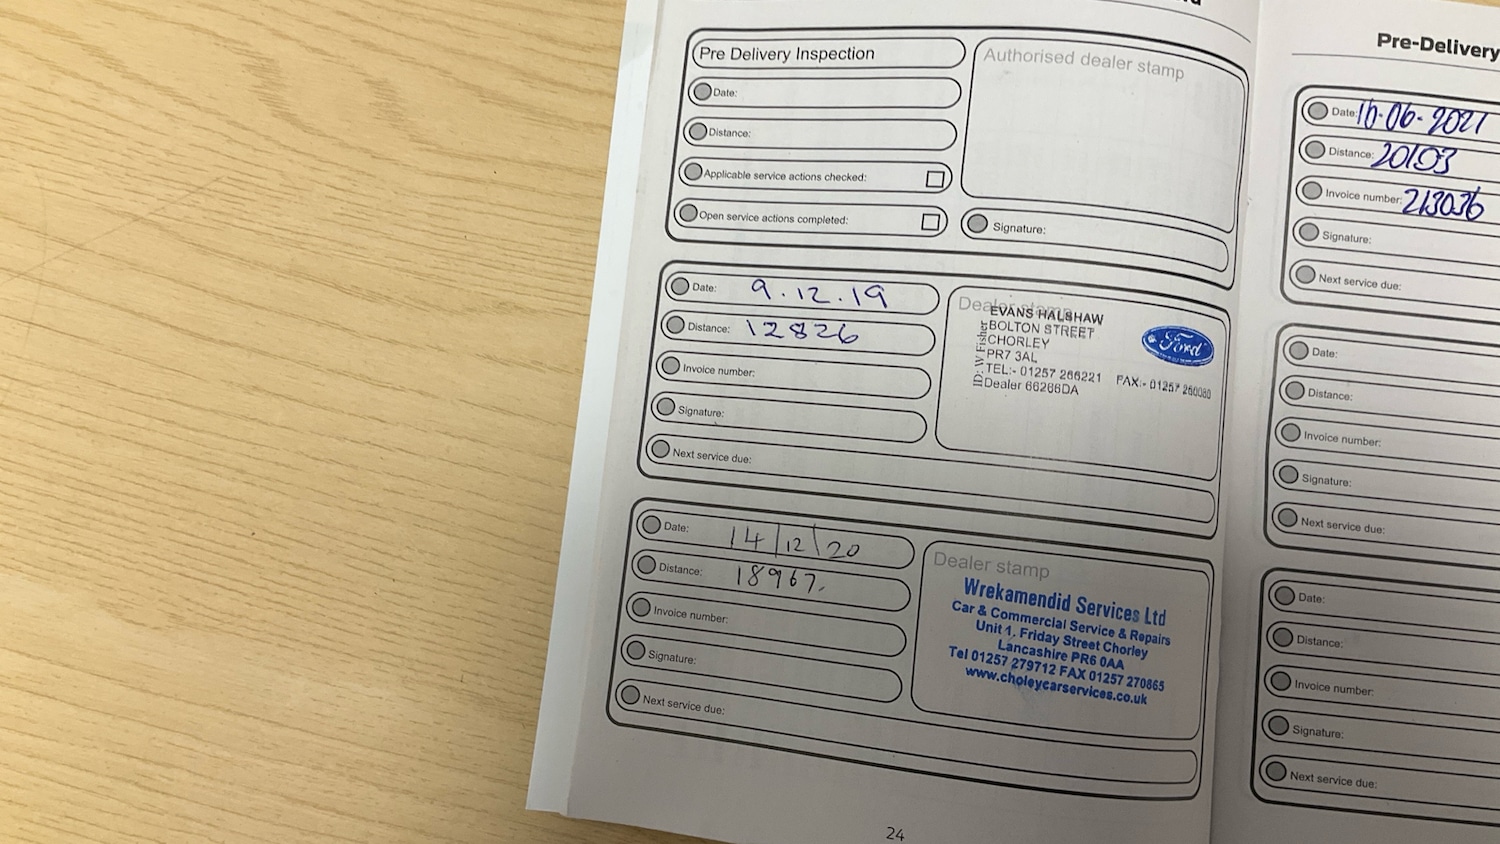 Pre Delivery Inspection
Date:
Distance:
Applicable service actions checked:
Open service actions completed:
Authorised dealer stamp
Signature:
Date: 9.12.19
Distance: 12826
Invoice number:
Signature:
Next service due:
Dealer stamp
EVANS HALSHAW
BOLTON STREET
CHORLEY
PR7 3AL
TEL:- 01257 266221 FAX:- 01257 260080
Dealer 66266DA
ID: W Fisher
Ford
Date: 14/12/20
Distance: 18967.
Invoice number:
Signature:
Next service due:
Dealer stamp
Wrekamendid Services Ltd
Car & Commercial Service & Repairs
Unit 1, Friday Street Chorley
Lancashire PR6 0AA
Tel 01257 279712 FAX 01257 270865
www.choleycarservices.co.uk
24
Pre-Delivery
Date: 10-06-2021
Distance:
Invoice number: 213036
Signature:
Next service due:
Date:
Distance:
Invoice number:
Signature:
Next service due:
Date:
Distance:
Invoice number:
Signature:
Next service due: